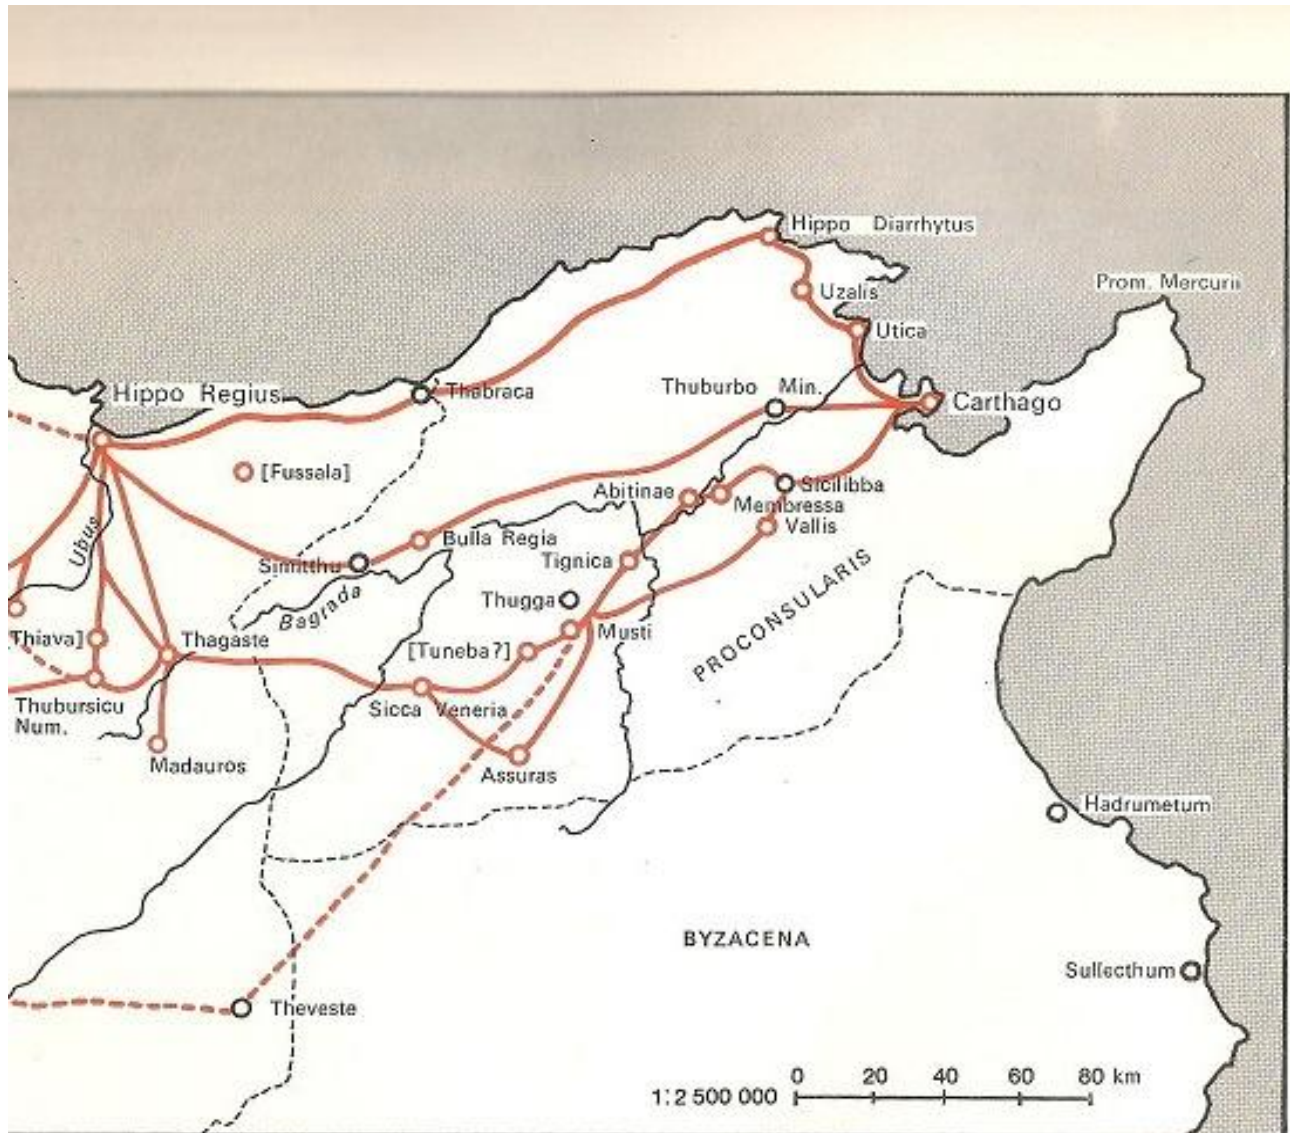 Hippo Diarrhytus
Prom. Mercurii
Uzalis
Utica
Hippo Regius
Thabraca
Thuburbo Min.
Carthago
[Fussala]
Abitinae
Sicilibba
Membressa
Vallis
Ubus
Bulla Regia
Simitthu
Tignica
Bagrada
Thugga
PROCONSULARIS
Thiava]
Thagaste
Musti
[Tuneba?]
Thubursicu
Num.
Sicca Veneria
Madauros
Assuras
Hadrumetum
BYZACENA
Sullecthum
Theveste
0 20 40 60 80 km
1:2 500 000